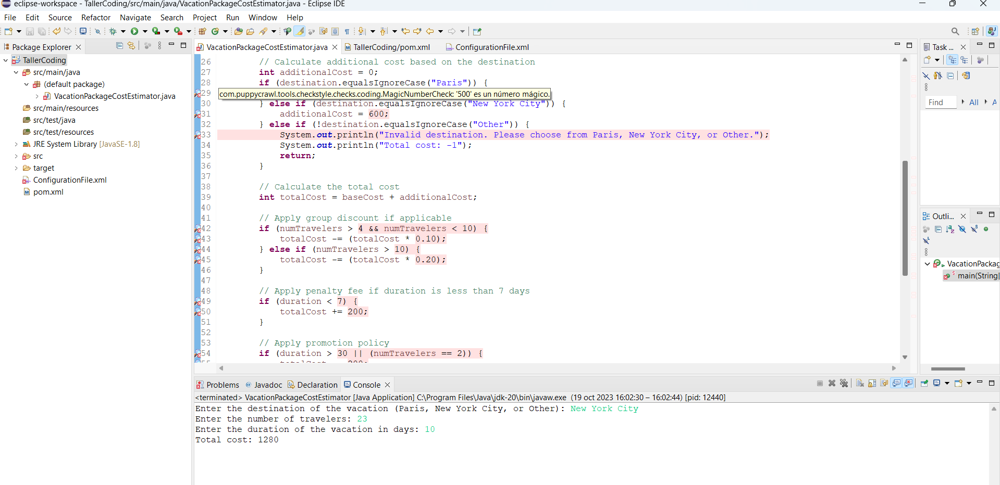 eclipse-workspace - TallerCoding/src/main/java/VacationPackageCostEstimator.java - Eclipse IDE
File Edit Source Refactor Navigate Search Project Run Window Help
Package Explorer
TallerCoding
src/main/java
(default package)
VacationPackageCostEstimator.java
src/main/resources
src/test/java
src/test/resources
JRE System Library [JavaSE-1.8]
src
target
ConfigurationFile.xml
pom.xml
VacationPackageCostEstimator.java TallerCoding/pom.xml ConfigurationFile.xml
26 // Calculate additional cost based on the destination
27 int additionalCost = 0;
28 if (destination.equalsIgnoreCase("Paris")) {
29 com.puppycrawl.tools.checkstyle.checks.coding.MagicNumberCheck: '500' es un número mágico.
30 } else if (destination.equalsIgnoreCase("New York City")) {
31 additionalCost = 600;
32 } else if (!destination.equalsIgnoreCase("Other")) {
33 System.out.println("Invalid destination. Please choose from Paris, New York City, or Other.");
34 System.out.println("Total cost: -1");
35 return;
36 }
37
38 // Calculate the total cost
39 int totalCost = baseCost + additionalCost;
40
41 // Apply group discount if applicable
42 if (numTravelers > 4 && numTravelers < 10) {
43 totalCost -= (totalCost * 0.10);
44 } else if (numTravelers > 10) {
45 totalCost -= (totalCost * 0.20);
46 }
47
48 // Apply penalty fee if duration is less than 7 days
49 if (duration < 7) {
50 totalCost += 200;
51 }
52
53 // Apply promotion policy
54 if (duration > 30 || (numTravelers == 2)) {
Task ...
Find All A
Outli...
VacationPackag
main(String[
Problems @ Javadoc Declaration Console
<terminated> VacationPackageCostEstimator [Java Application] C:\Program Files\Java\jdk-20\bin\javaw.exe (19 oct 2023 16:02:30 – 16:02:44) [pid: 12440]
Enter the destination of the vacation (Paris, New York City, or Other): New York City
Enter the number of travelers: 23
Enter the duration of the vacation in days: 10
Total cost: 1280